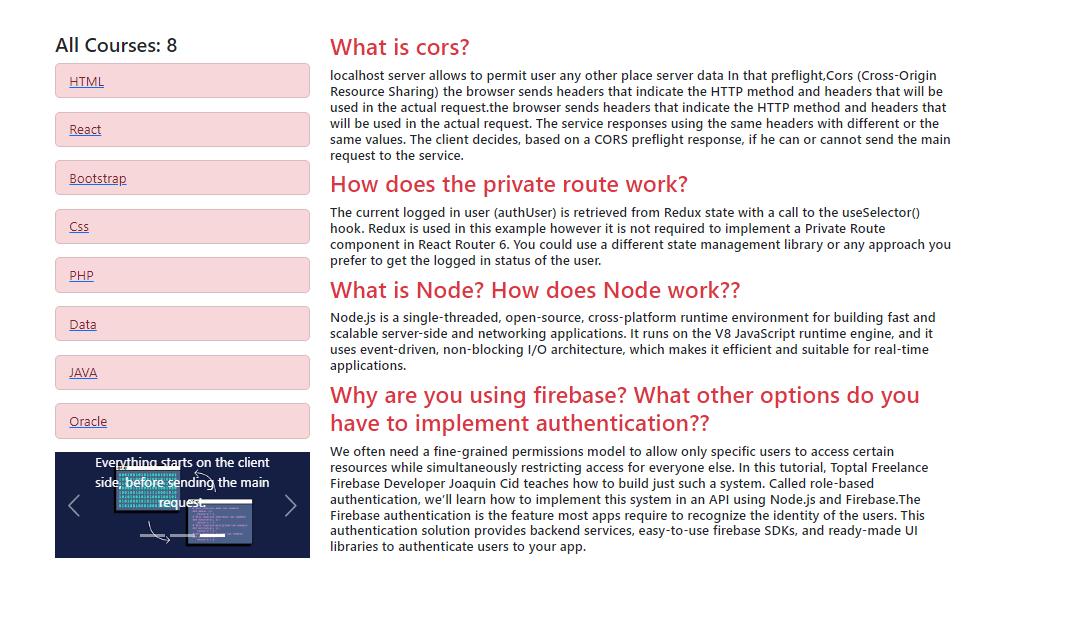 All Courses: 8
HTML
React
Bootstrap
Css
PHP
Data
JAVA
Oracle
Everything starts on the client
side, before sending the main
request.
What is cors?
localhost server allows to permit user any other place server data In that preflight,Cors (Cross-Origin
Resource Sharing) the browser sends headers that indicate the HTTP method and headers that will be
used in the actual request.the browser sends headers that indicate the HTTP method and headers that
will be used in the actual request. The service responses using the same headers with different or the
same values. The client decides, based on a CORS preflight response, if he can or cannot send the main
request to the service.
How does the private route work?
The current logged in user (authUser) is retrieved from Redux state with a call to the useSelector()
hook. Redux is used in this example however it is not required to implement a Private Route
component in React Router 6. You could use a different state management library or any approach you
prefer to get the logged in status of the user.
What is Node? How does Node work??
Node.js is a single-threaded, open-source, cross-platform runtime environment for building fast and
scalable server-side and networking applications. It runs on the V8 JavaScript runtime engine, and it
uses event-driven, non-blocking I/O architecture, which makes it efficient and suitable for real-time
applications.
Why are you using firebase? What other options do you
have to implement authentication??
We often need a fine-grained permissions model to allow only specific users to access certain
resources while simultaneously restricting access for everyone else. In this tutorial, Toptal Freelance
Firebase Developer Joaquin Cid teaches how to build just such a system. Called role-based
authentication, we'll learn how to implement this system in an API using Node.js and Firebase.The
Firebase authentication is the feature most apps require to recognize the identity of the users. This
authentication solution provides backend services, easy-to-use firebase SDKs, and ready-made UI
libraries to authenticate users to your app.